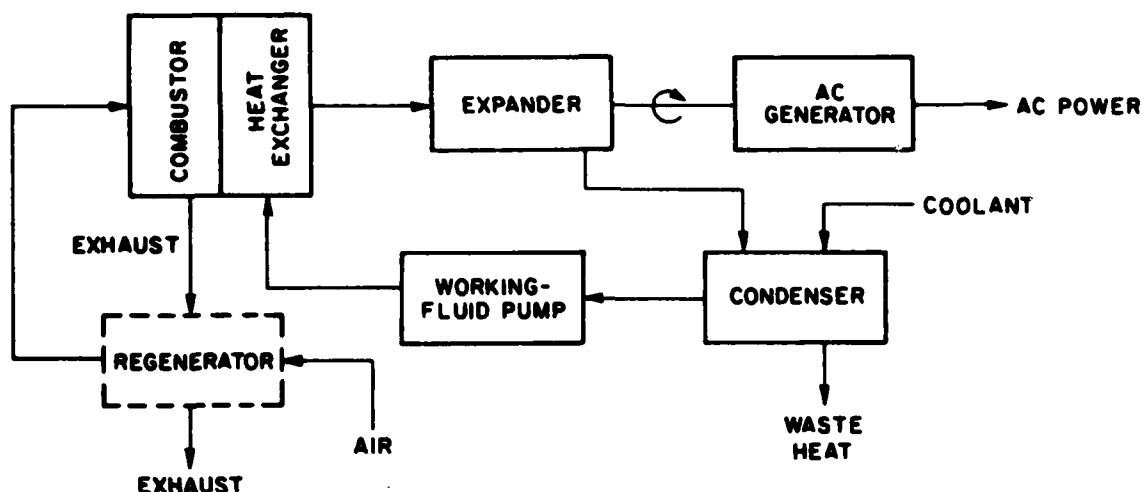 COMBUSTOR
HEAT
EXCHANGER
EXPANDER
AC
GENERATOR
AC POWER
COOLANT
EXHAUST
WORKING-
FLUID PUMP
CONDENSER
REGENERATOR
AIR
WASTE
HEAT
EXHAUST